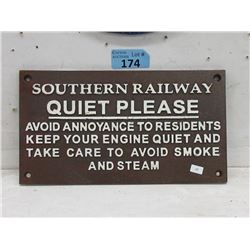 Lot #
174
SOUTHERN RAILWAY
QUIET PLEASE
AVOID ANNOYANCE TO RESIDENTS
KEEP YOUR ENGINE QUIET AND
TAKE CARE TO AVOID SMOKE
AND STEAM